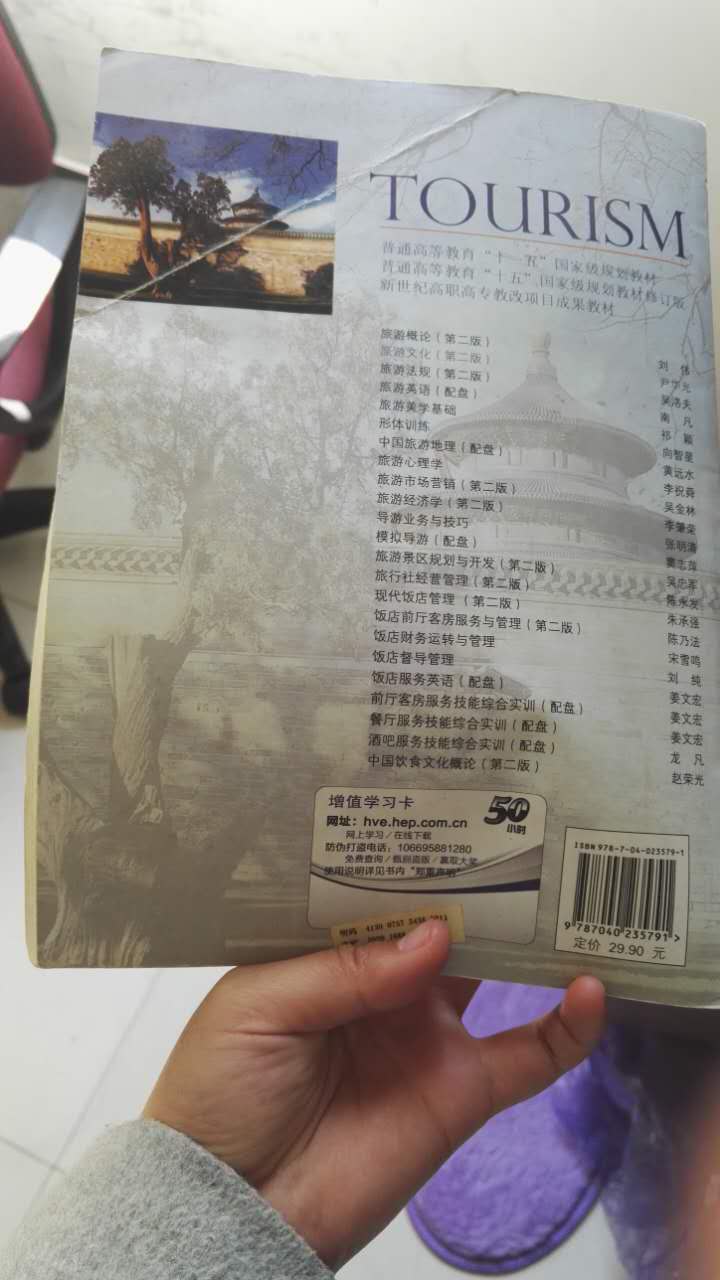 TOURISM
普通高等教育“十一五”国家级规划教材
普通高等教育“十五”国家级规划教材修订版
新世纪高职高专教改项目成果教材
旅游概论（第二版） 刘 伟
旅游文化（第二版） 尹华光
旅游法规（第二版） 吴洛夫
旅游英语（配盘） 南 凡
旅游美学基础 祁 颖
形体训练 向智星
中国旅游地理（配盘） 黄远水
旅游心理学 李祝舜
旅游市场营销（第二版） 吴金林
旅游经济学（第二版） 李肇荣
导游业务与技巧 张明清
模拟导游（配盘） 窦志萍
旅游景区规划与开发（第二版） 吴忠军
旅行社经营管理（第二版） 陈永发
现代饭店管理（第二版） 朱承强
饭店前厅客房服务与管理（第二版） 陈乃法
饭店财务运转与管理 宋雪鸣
饭店督导管理 刘 纯
饭店服务英语（配盘） 姜文宏
前厅客房服务技能综合实训（配盘） 姜文宏
餐厅服务技能综合实训（配盘） 姜文宏
酒吧服务技能综合实训（配盘） 龙 凡
中国饮食文化概论（第二版） 赵荣光
增值学习卡
50小时
网址：hve.hep.com.cn
网上学习/在线下载
防伪打盗电话：106695881280
免费查询/甄别盗版/赢取大奖
使用说明详见书内“郑重声明”
明码 4130 0757
ISBN 978-7-04-023579-1
9 787040 235791 >
定价 29.90 元